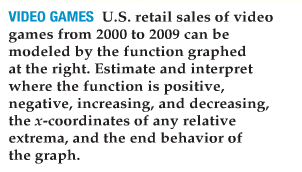 VIDEO GAMES U.S. retail sales of video
games from 2000 to 2009 can be
modeled by the function graphed
at the right. Estimate and interpret
where the function is positive,
negative, increasing, and decreasing,
the x-coordinates of any relative
extrema, and the end behavior of
the graph.